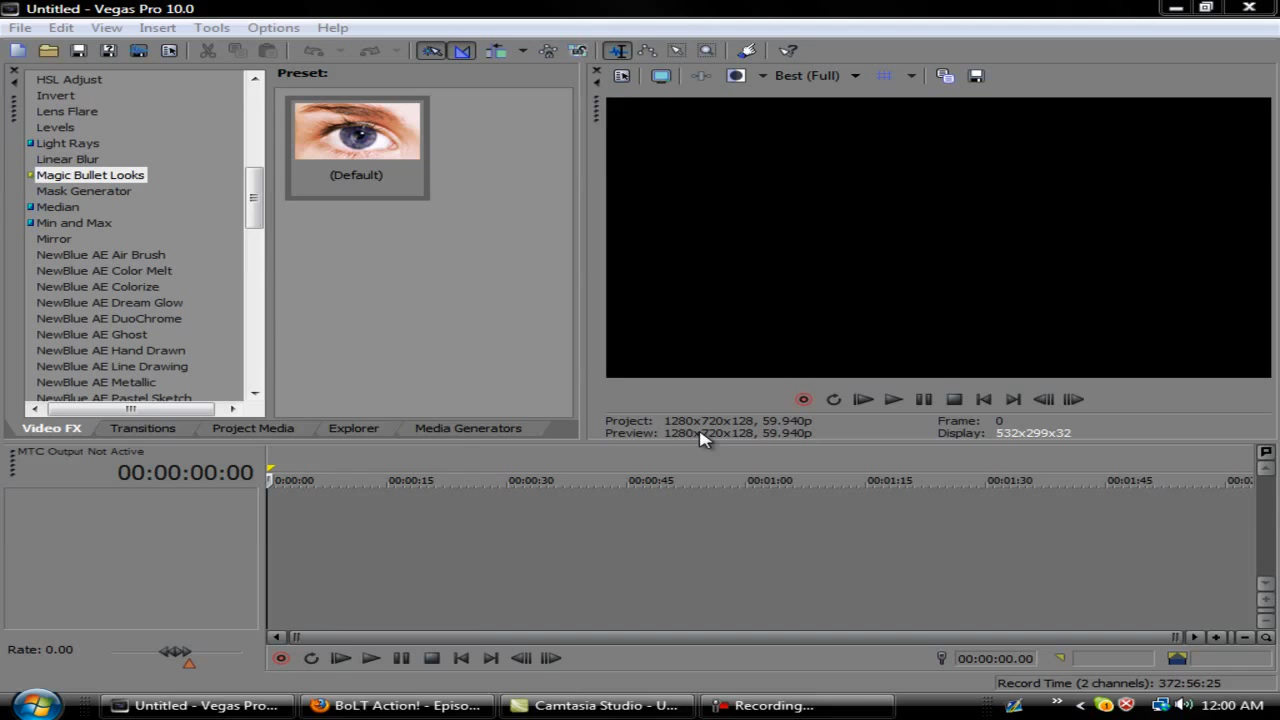 Untitled - Vegas Pro 10.0
File Edit View Insert Tools Options Help
Preset:
Best (Full)
HSL Adjust
Invert
Lens Flare
Levels
Light Rays
Linear Blur
Magic Bullet Looks
Mask Generator
Median
Min and Max
Mirror
NewBlue AE Air Brush
NewBlue AE Color Melt
NewBlue AE Colorize
NewBlue AE Dream Glow
NewBlue AE DuoChrome
NewBlue AE Ghost
NewBlue AE Hand Drawn
NewBlue AE Line Drawing
NewBlue AE Metallic
NewBlue AE Pastel Sketch
(Default)
Video FX Transitions Project Media Explorer Media Generators
Project: 1280x720x128, 59.940p Frame: 0
Preview: 1280x720x128, 59.940p Display: 532x299x32
MTC Output Not Active
00:00:00:00
0:00:00 00:00:15 00:00:30 00:00:45 00:01:00 00:01:15 00:01:30 00:01:45
Rate: 0.00
00:00:00.00
Record Time (2 channels): 372:56:25
Untitled - Vegas Pro... BoLT Action! - Episo... Camtasia Studio - U... Recording... 12:00 AM